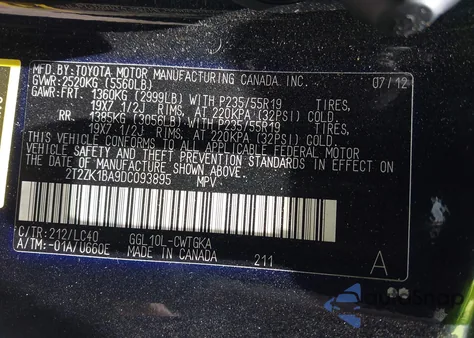 MFD.BY:TOYOTA MOTOR MANUFACTURING CANADA INC. 07/12
GVWR:2520KG (5560LB)
GAWR:FRT. 1360KG (2999LB) WITH P235/55R19 TIRES,
19X7 1/2J RIMS, AT 220KPA (32PSI) COLD
RR. 1385KG (3056LB) WITH P235/55R19 TIRES,
19X7 1/2J RIMS, AT 220KPA (32PSI) COLD
THIS VEHICLE CONFORMS TO ALL APPLICABLE FEDERAL MOTOR
VEHICLE SAFETY AND THEFT PREVENTION STANDARDS IN EFFECT ON
THE DATE OF MANUFACTURE SHOWN ABOVE.
2T2ZK1BA9DC093895 MPV
C/TR:212/LC40 GGL10L-CWTGKA
A/TM:-01A/U660E MADE IN CANADA 211 A
AutoSnap